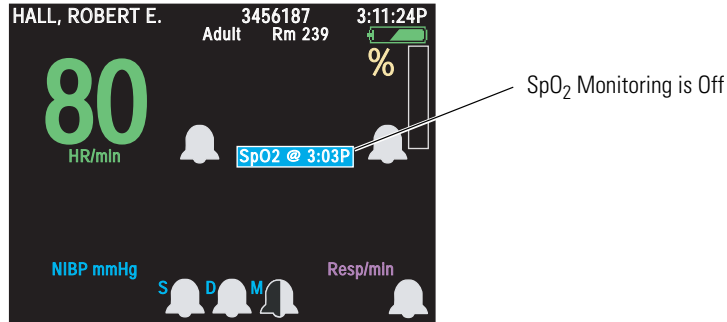 HALL, ROBERT E. 3456187 3:11:24P
Adult Rm 239
%
80
HR/min
SpO2 @ 3:03P
SpO₂ Monitoring is Off
NIBP mmHg Resp/min
S D M